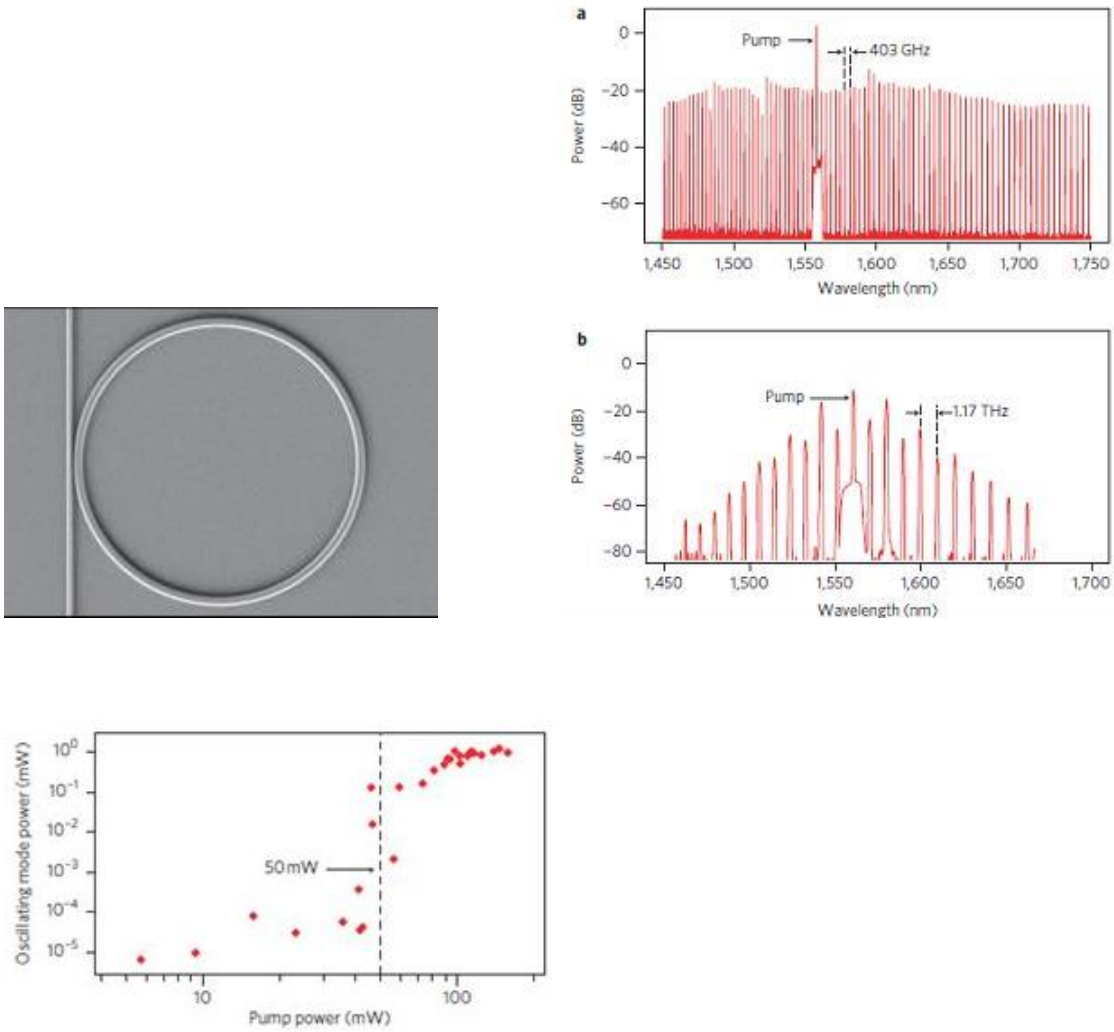 a
0
−20
−40
−60
Power (dB)
Pump
403 GHz
1,450 1,500 1,550 1,600 1,650 1,700 1,750
Wavelength (nm)
b
0
−20
−40
−60
−80
Power (dB)
Pump
1.17 THz
1,450 1,500 1,550 1,600 1,650 1,700
Wavelength (nm)
Oscillating mode power (mW)
10⁰
10⁻¹
10⁻²
10⁻³
10⁻⁴
10⁻⁵
50 mW
10 100
Pump power (mW)